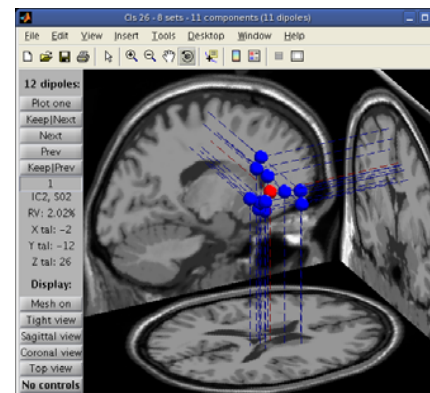 Cls 26 - 8 sets - 11 components (11 dipoles)
File Edit View Insert Tools Desktop Window Help
12 dipoles:
Plot one
Keep|Next
Next
Prev
Keep|Prev
1
IC2, S02
RV: 2.02%
X tal: -2
Y tal: -12
Z tal: 26
Display:
Mesh on
Tight view
Sagittal view
Coronal view
Top view
No controls